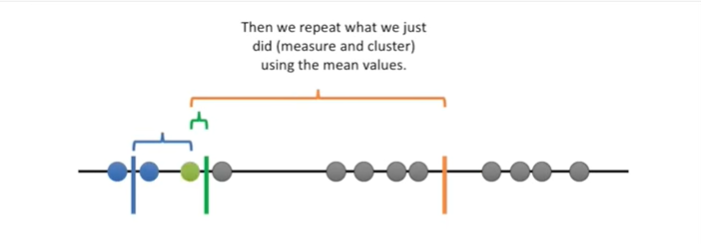 Then we repeat what we just
did (measure and cluster)
using the mean values.